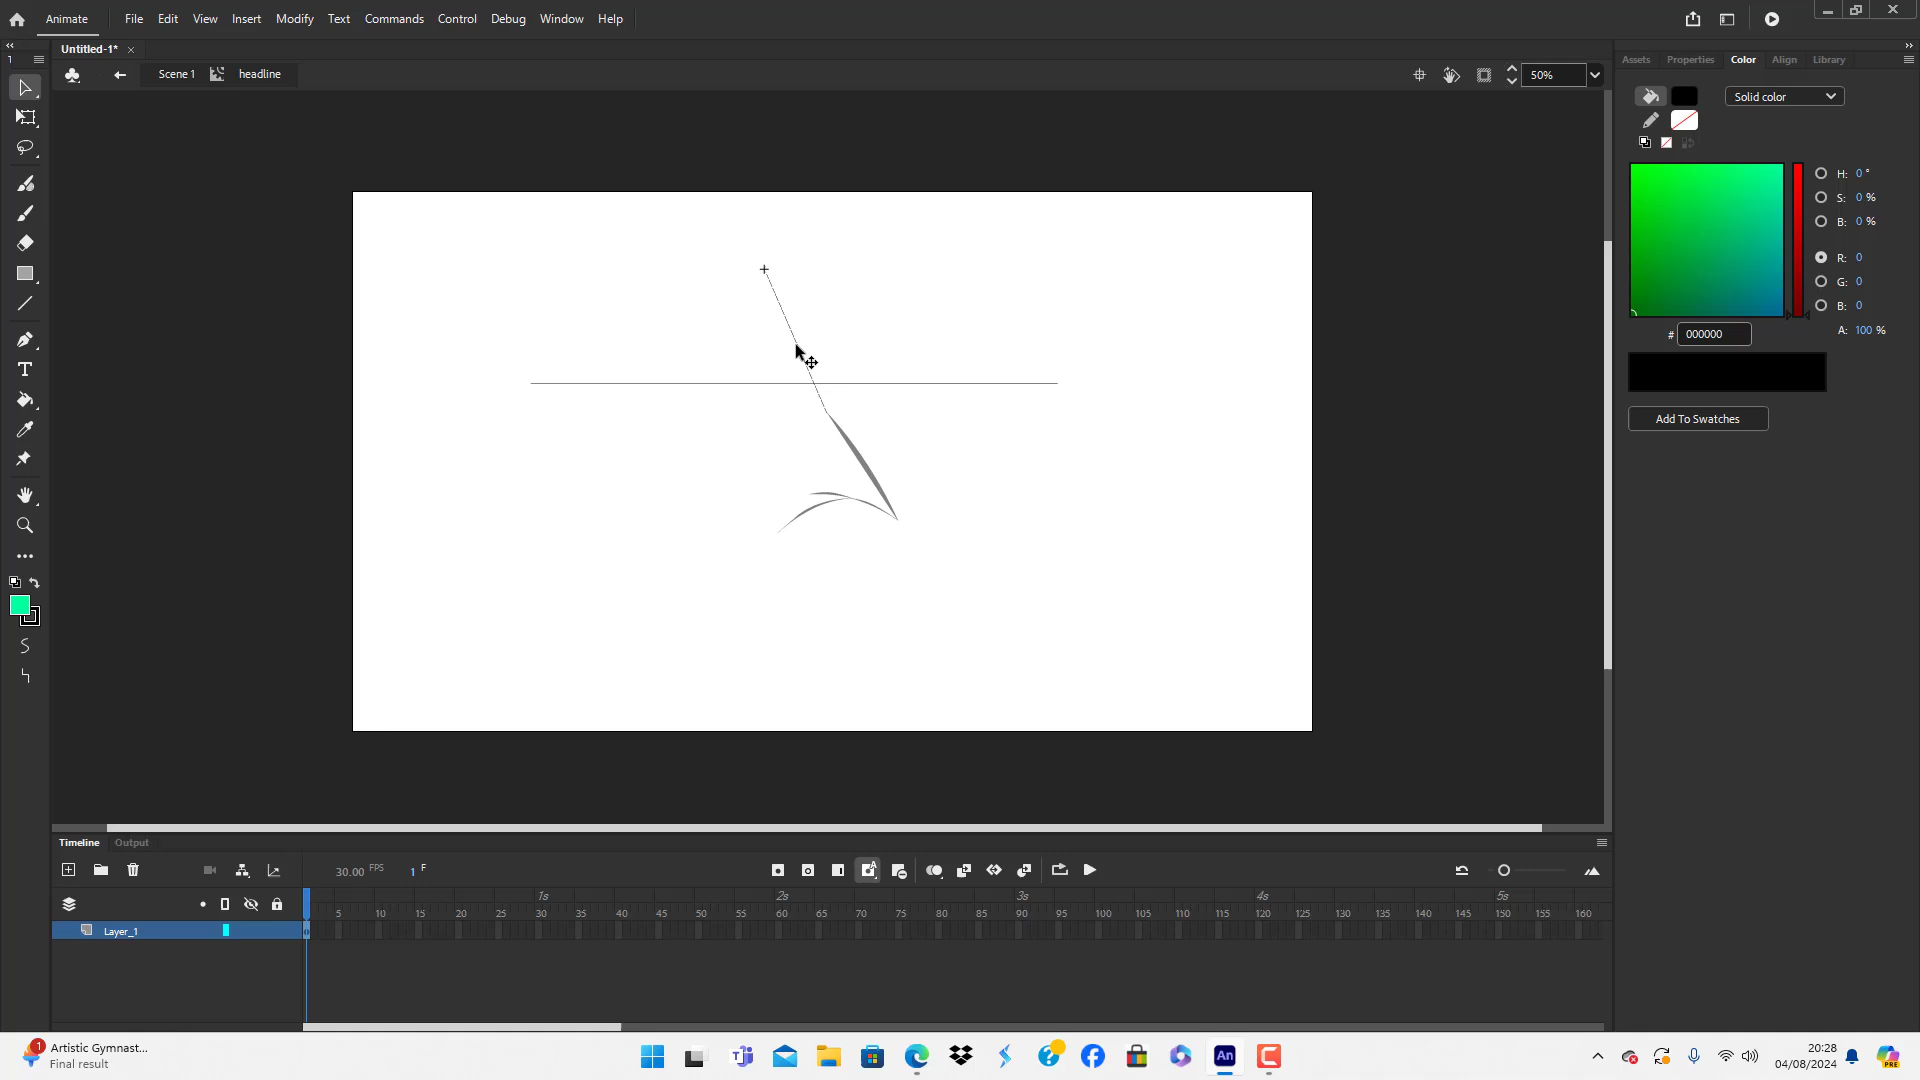 Animate File Edit View Insert Modify Text Commands Control Debug Window Help
Untitled-1* ×
1
Scene 1 headline 50%
Assets Properties Color Align Library
Solid color
H: 0 °
S: 0 %
B: 0 %
R: 0
G: 0
B: 0
# 000000 A: 100 %
Add To Swatches
Timeline Output
30.00 FPS 1 F
1s 2s 3s 4s 5s
5 10 15 20 25 30 35 40 45 50 55 60 65 70 75 80 85 90 95 100 105 110 115 120 125 130 135 140 145 150 155 160
Layer_1
1 Artistic Gymnast...
Final result
An
PRE
20:28
04/08/2024